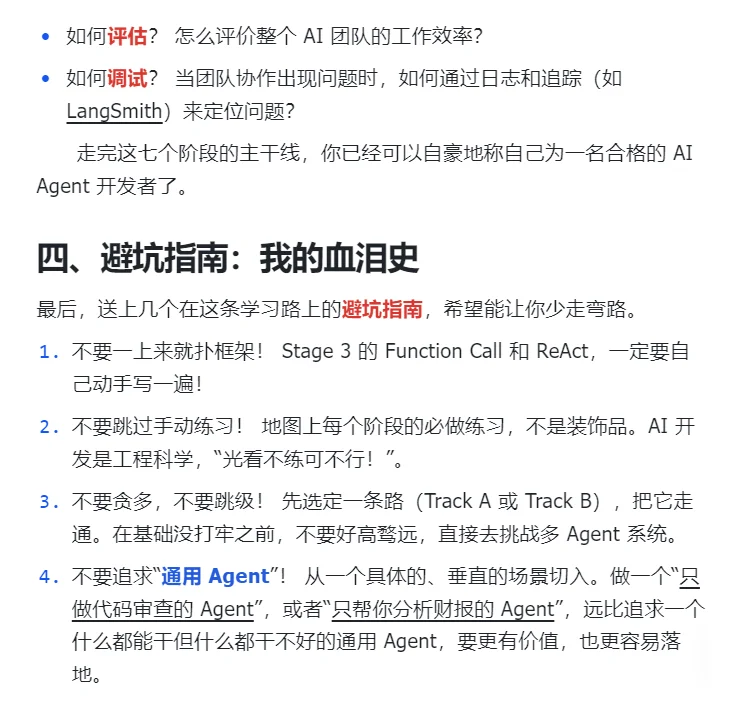 • 如何评估？ 怎么评价整个 AI 团队的工作效率？
• 如何调试？ 当团队协作出现问题时，如何通过日志和追踪（如
LangSmith）来定位问题？
走完这七个阶段的主干线，你已经可以自豪地称自己为一名合格的 AI
Agent 开发者了。
四、避坑指南：我的血泪史
最后，送上几个在这条学习路上的避坑指南，希望能让你少走弯路。
1. 不要一上来就扑框架！ Stage 3 的 Function Call 和 ReAct，一定要自
己动手写一遍！
2. 不要跳过手动练习！ 地图上每个阶段的必做练习，不是装饰品。AI 开
发是工程科学，“光看不练可不行！”。
3. 不要贪多，不要跳级！ 先选定一条路（Track A 或 Track B），把它走
通。在基础没打牢之前，不要好高骛远，直接去挑战多 Agent 系统。
4. 不要追求“通用 Agent”！ 从一个具体的、垂直的场景切入。做一个“只
做代码审查的 Agent”，或者“只帮你分析财报的 Agent”，远比追求一个
什么都能干但什么都干不好的通用 Agent，要更有价值，也更容易落
地。